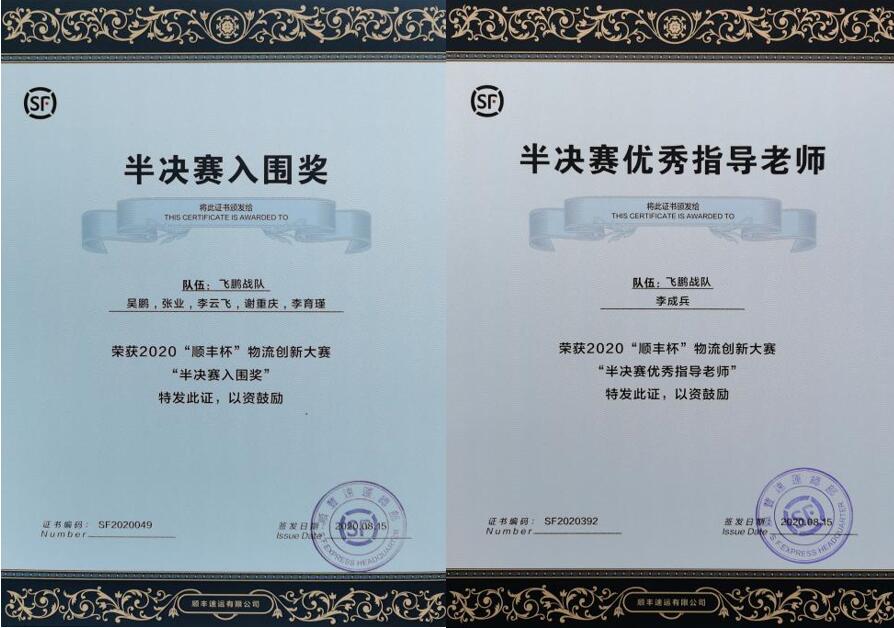 SF
半决赛入围奖
将此证书颁发给
THIS CERTIFICATE IS AWARDED TO
队伍：飞鹏战队
吴鹏，张业，李云飞，谢重庆，李育瑾
荣获2020“顺丰杯”物流创新大赛
“半决赛入围奖”
特发此证，以资鼓励
证书编码：SF2020049
Number
签发日期：2020.08.15
Issue Date
SF
S.F.EXPRESS HEADQUARTER
顺丰速运有限公司
SF
半决赛优秀指导老师
将此证书颁发给
THIS CERTIFICATE IS AWARDED TO
队伍：飞鹏战队
李成兵
荣获2020“顺丰杯”物流创新大赛
“半决赛优秀指导老师”
特发此证，以资鼓励
证书编码：SF2020392
Number
签发日期：2020.08.15
Issue Date
SF
S.F.EXPRESS HEADQUARTER
顺丰速运有限公司